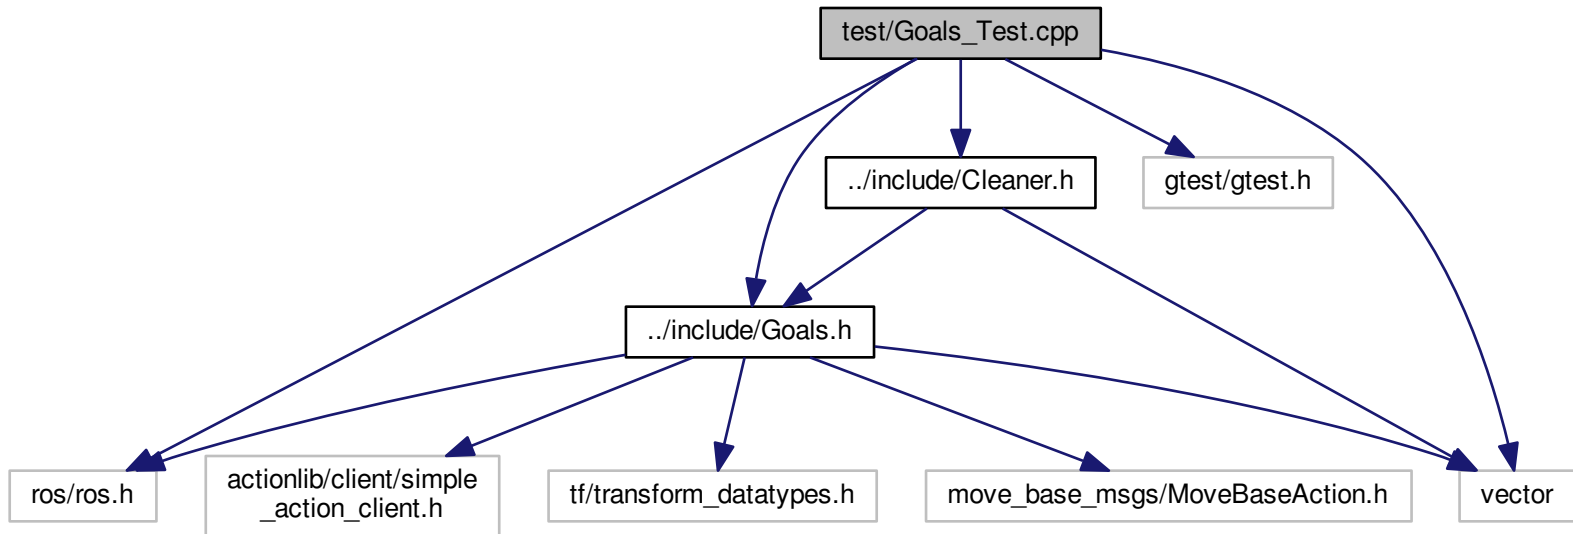 test/Goals_Test.cpp
../include/Cleaner.h
gtest/gtest.h
../include/Goals.h
ros/ros.h
actionlib/client/simple
_action_client.h
tf/transform_datatypes.h
move_base_msgs/MoveBaseAction.h
vector